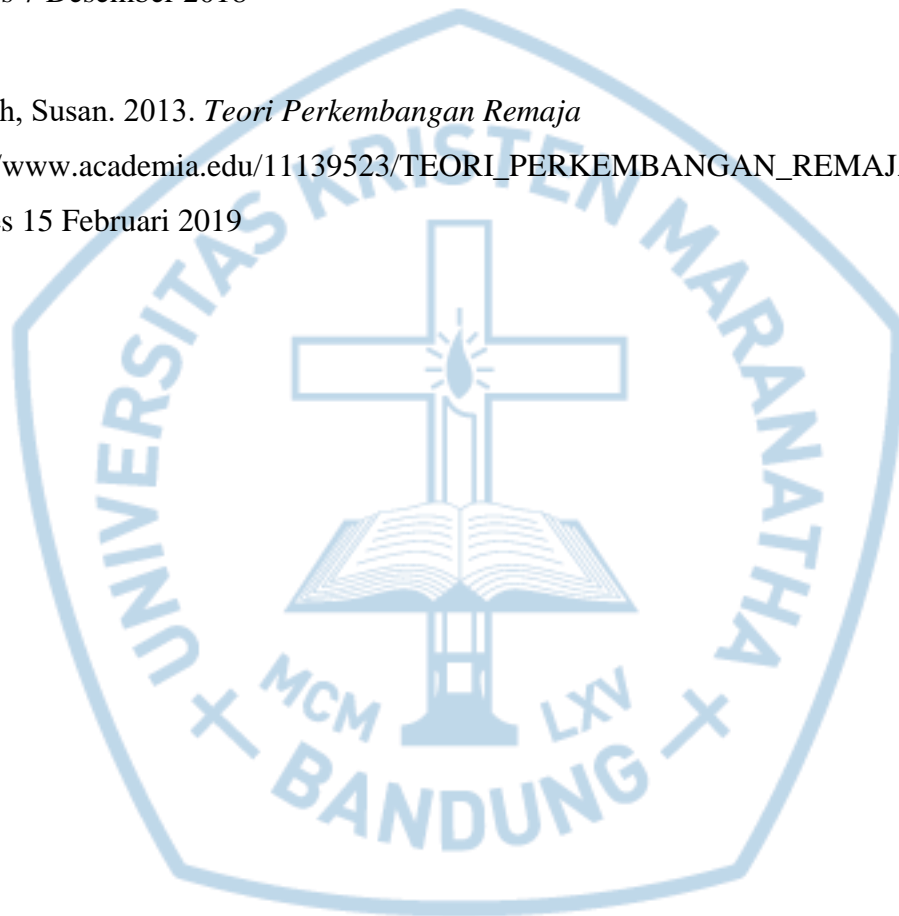 s 7 Desember 2018
h, Susan. 2013. Teori Perkembangan Remaja
/www.academia.edu/11139523/TEORI_PERKEMBANGAN_REMAJA
es 15 Februari 2019
UNIVERSITAS KRISTEN MARANATHA
MCM LXV
BANDUNG